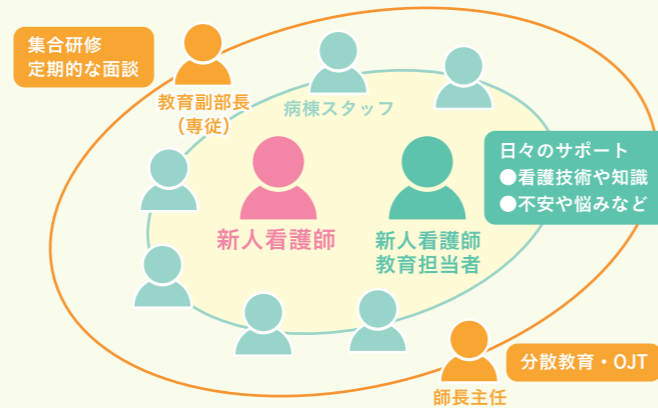 集合研修
定期的な面談
教育副部長
(専従)
病棟スタッフ
日々のサポート
●看護技術や知識
●不安や悩みなど
新人看護師
新人看護師
教育担当者
分散教育・OJT
師長主任